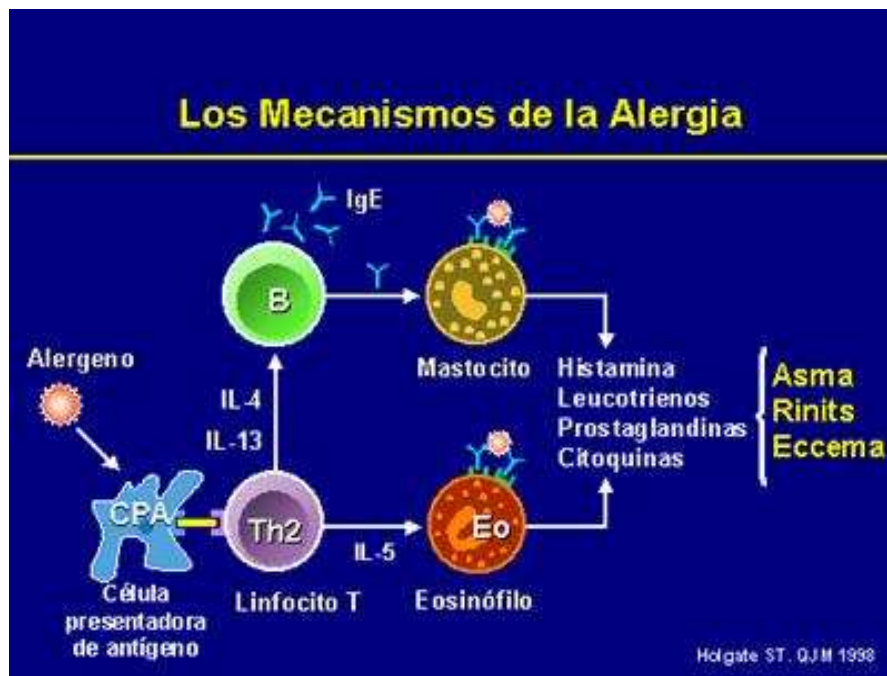 Los Mecanismos de la Alergia
IgE
B
Alergeno
Mastocito
Histamina
Leucotrienos
Prostaglandinas
Citoquinas
Asma
Rinits
Eccema
IL-4
IL-13
CPA
Th2
IL-5
Eo
Célula
presentadora
de antígeno
Linfocito T
Eosinófilo
Holgate ST. QJM 1998